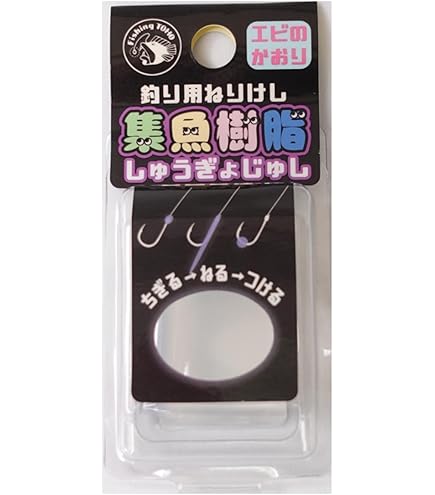 Fishing TOHO
エビの
かおり
釣り用ねりけし
集魚樹脂
しゅうぎょじゅし
ちぎる→ねる→つける